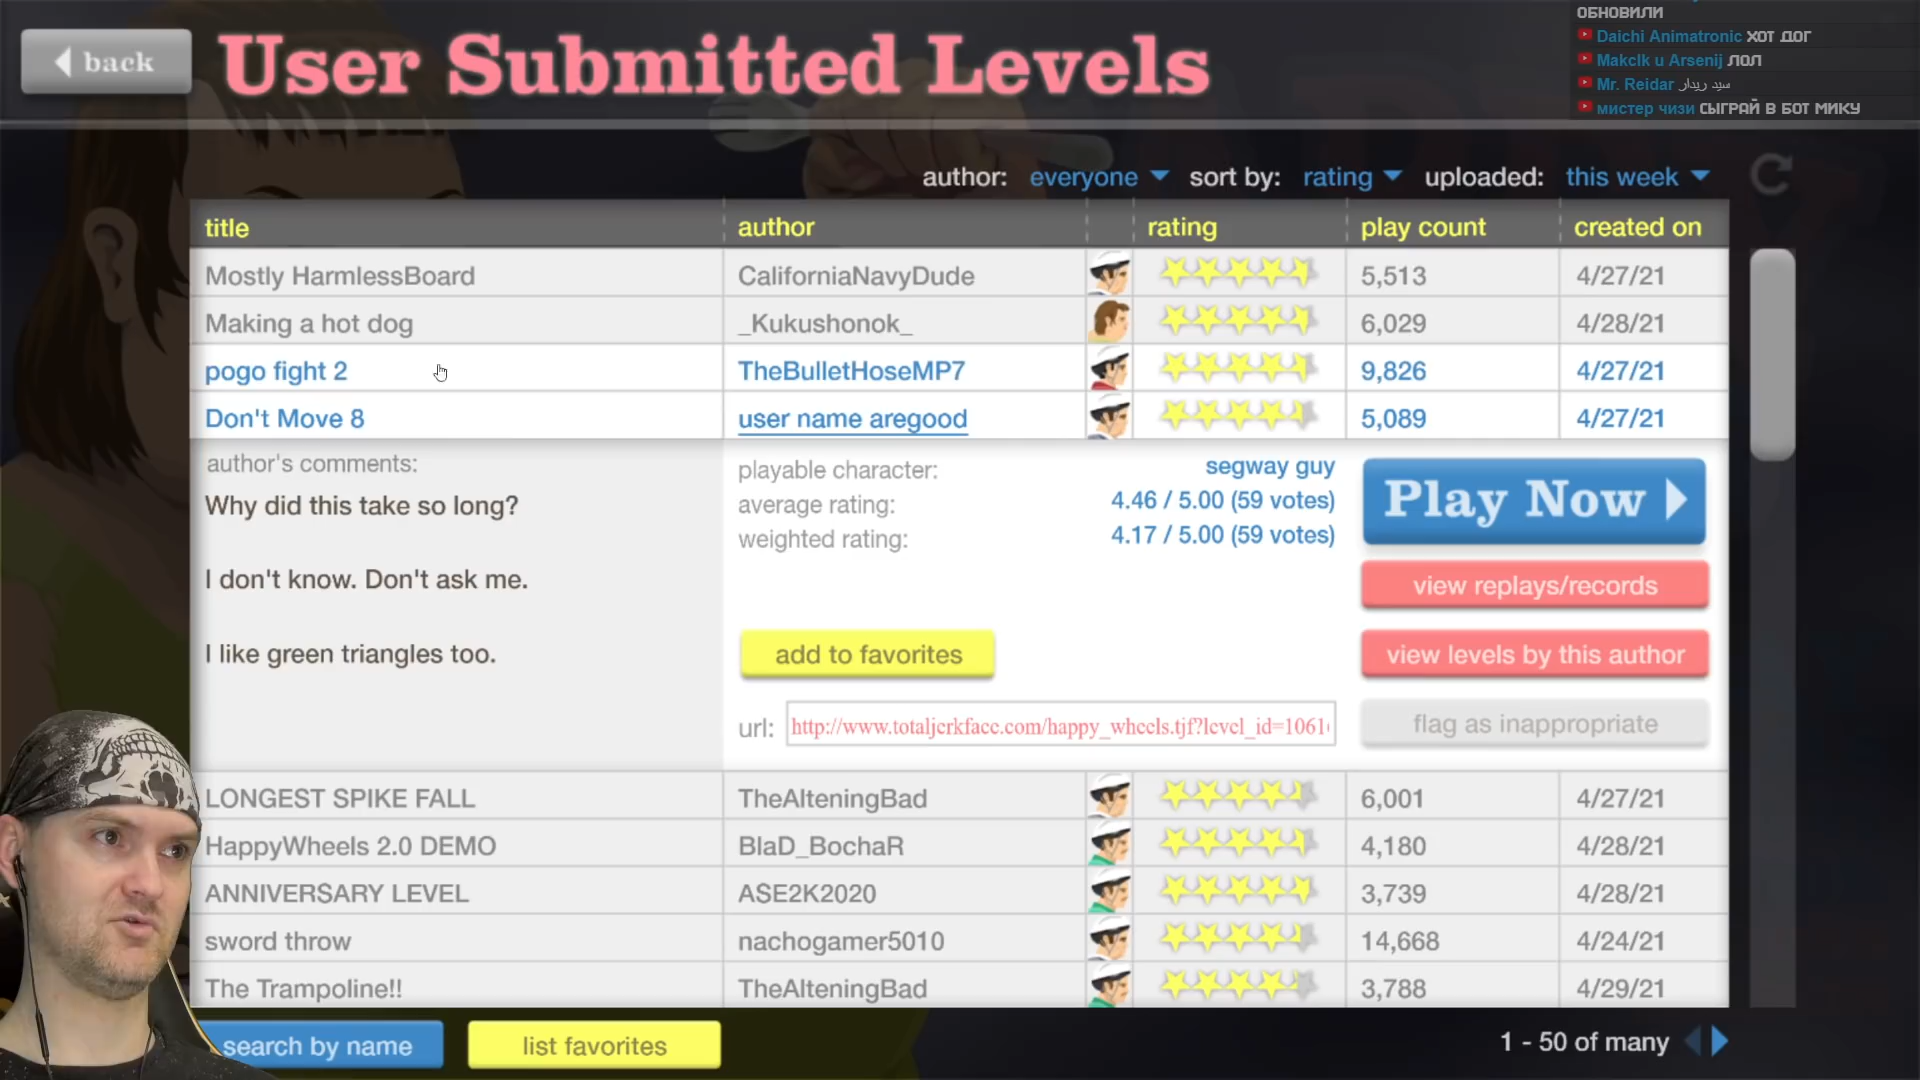 back
User Submitted Levels
ОБНОВИЛИ
Daichi Animatronic ХОТ ДОГ
Makclk u Arsenij ЛОЛ
Mr. Reidar سيد ريدار
мистер чизи СЫГРАЙ В БОТ МИКУ
author: everyone sort by: rating uploaded: this week
title author rating play count created on
Mostly HarmlessBoard CaliforniaNavyDude 5,513 4/27/21
Making a hot dog _Kukushonok_ 6,029 4/28/21
pogo fight 2 TheBulletHoseMP7 9,826 4/27/21
Don't Move 8 user name aregood 5,089 4/27/21
author's comments:
Why did this take so long?
I don't know. Don't ask me.
I like green triangles too.
playable character: segway guy
average rating: 4.46 / 5.00 (59 votes)
weighted rating: 4.17 / 5.00 (59 votes)
add to favorites
url: http://www.totaljerkface.com/happy_wheels.tjf?level_id=1061
Play Now
view replays/records
view levels by this author
flag as inappropriate
LONGEST SPIKE FALL TheAlteningBad 6,001 4/27/21
HappyWheels 2.0 DEMO BlaD_BochaR 4,180 4/28/21
ANNIVERSARY LEVEL ASE2K2020 3,739 4/28/21
sword throw nachogamer5010 14,668 4/24/21
The Trampoline!! TheAlteningBad 3,788 4/29/21
search by name
list favorites
1 - 50 of many